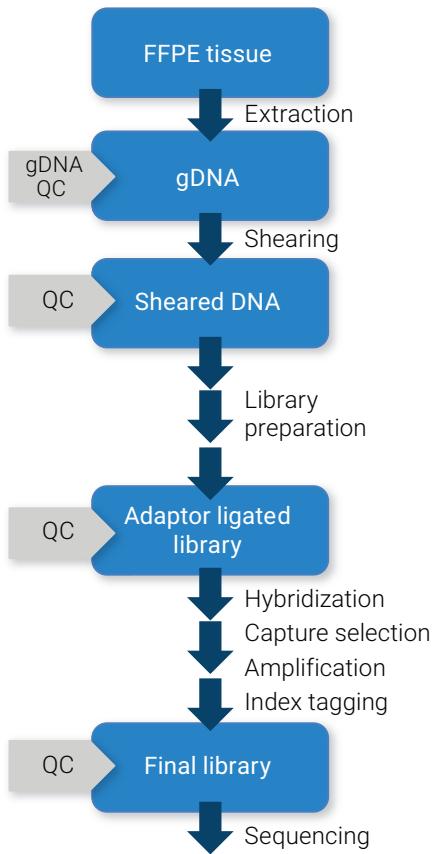 FFPE tissue
Extraction
gDNA
QC
gDNA
Shearing
QC
Sheared DNA
Library
preparation
QC
Adaptor ligated
library
Hybridization
Capture selection
Amplification
Index tagging
QC
Final library
Sequencing